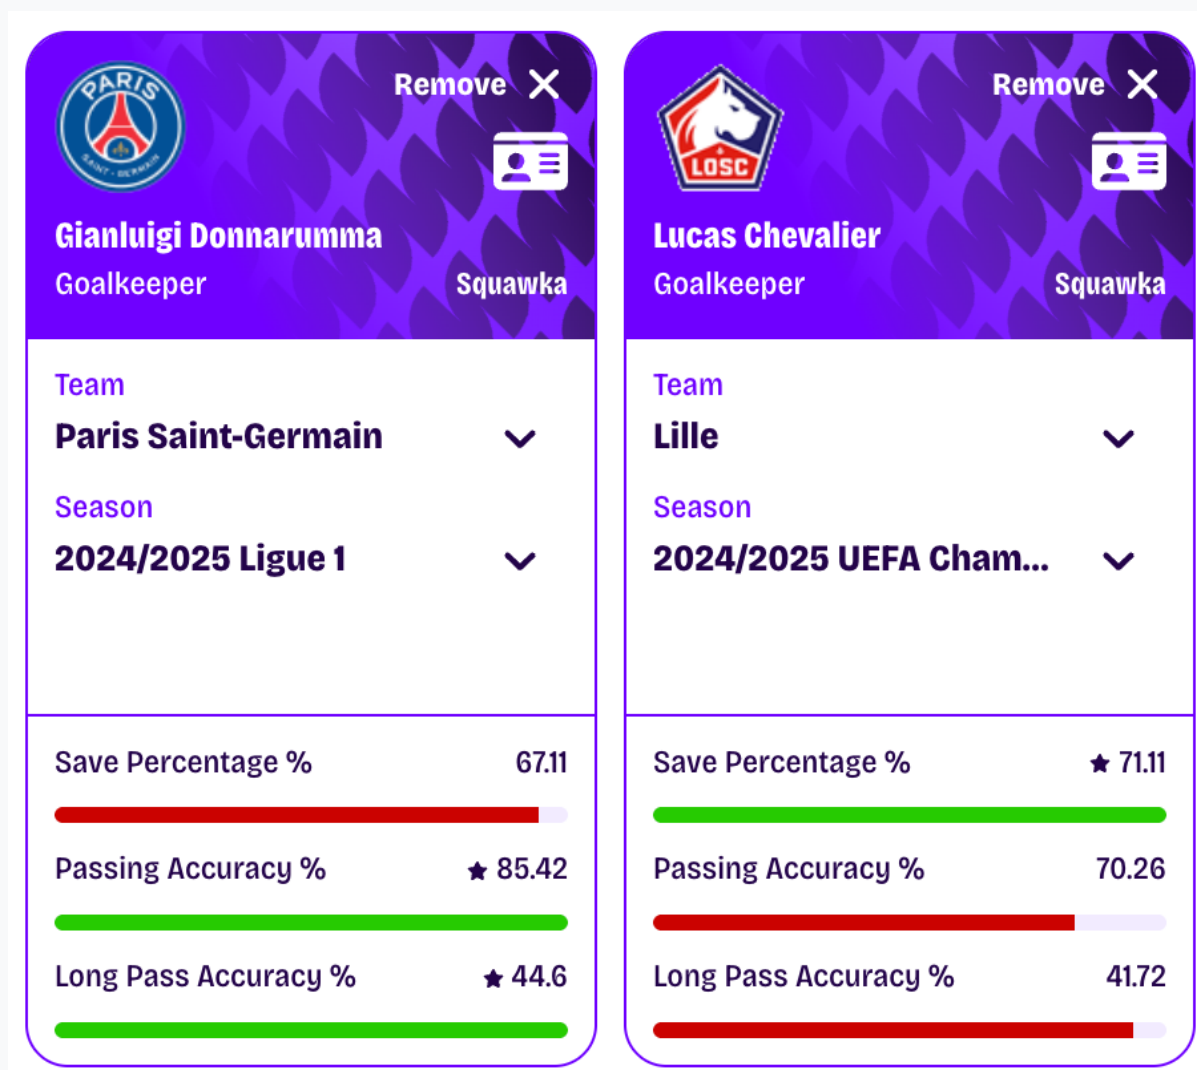 PARIS
SAINT-GERMAIN
Remove
Gianluigi Donnarumma
Goalkeeper
Squawka
Team
Paris Saint-Germain
Season
2024/2025 Ligue 1
Save Percentage %
67.11
Passing Accuracy %
★ 85.42
Long Pass Accuracy %
★ 44.6
LOSC
Remove
Lucas Chevalier
Goalkeeper
Squawka
Team
Lille
Season
2024/2025 UEFA Cham...
Save Percentage %
★ 71.11
Passing Accuracy %
70.26
Long Pass Accuracy %
41.72